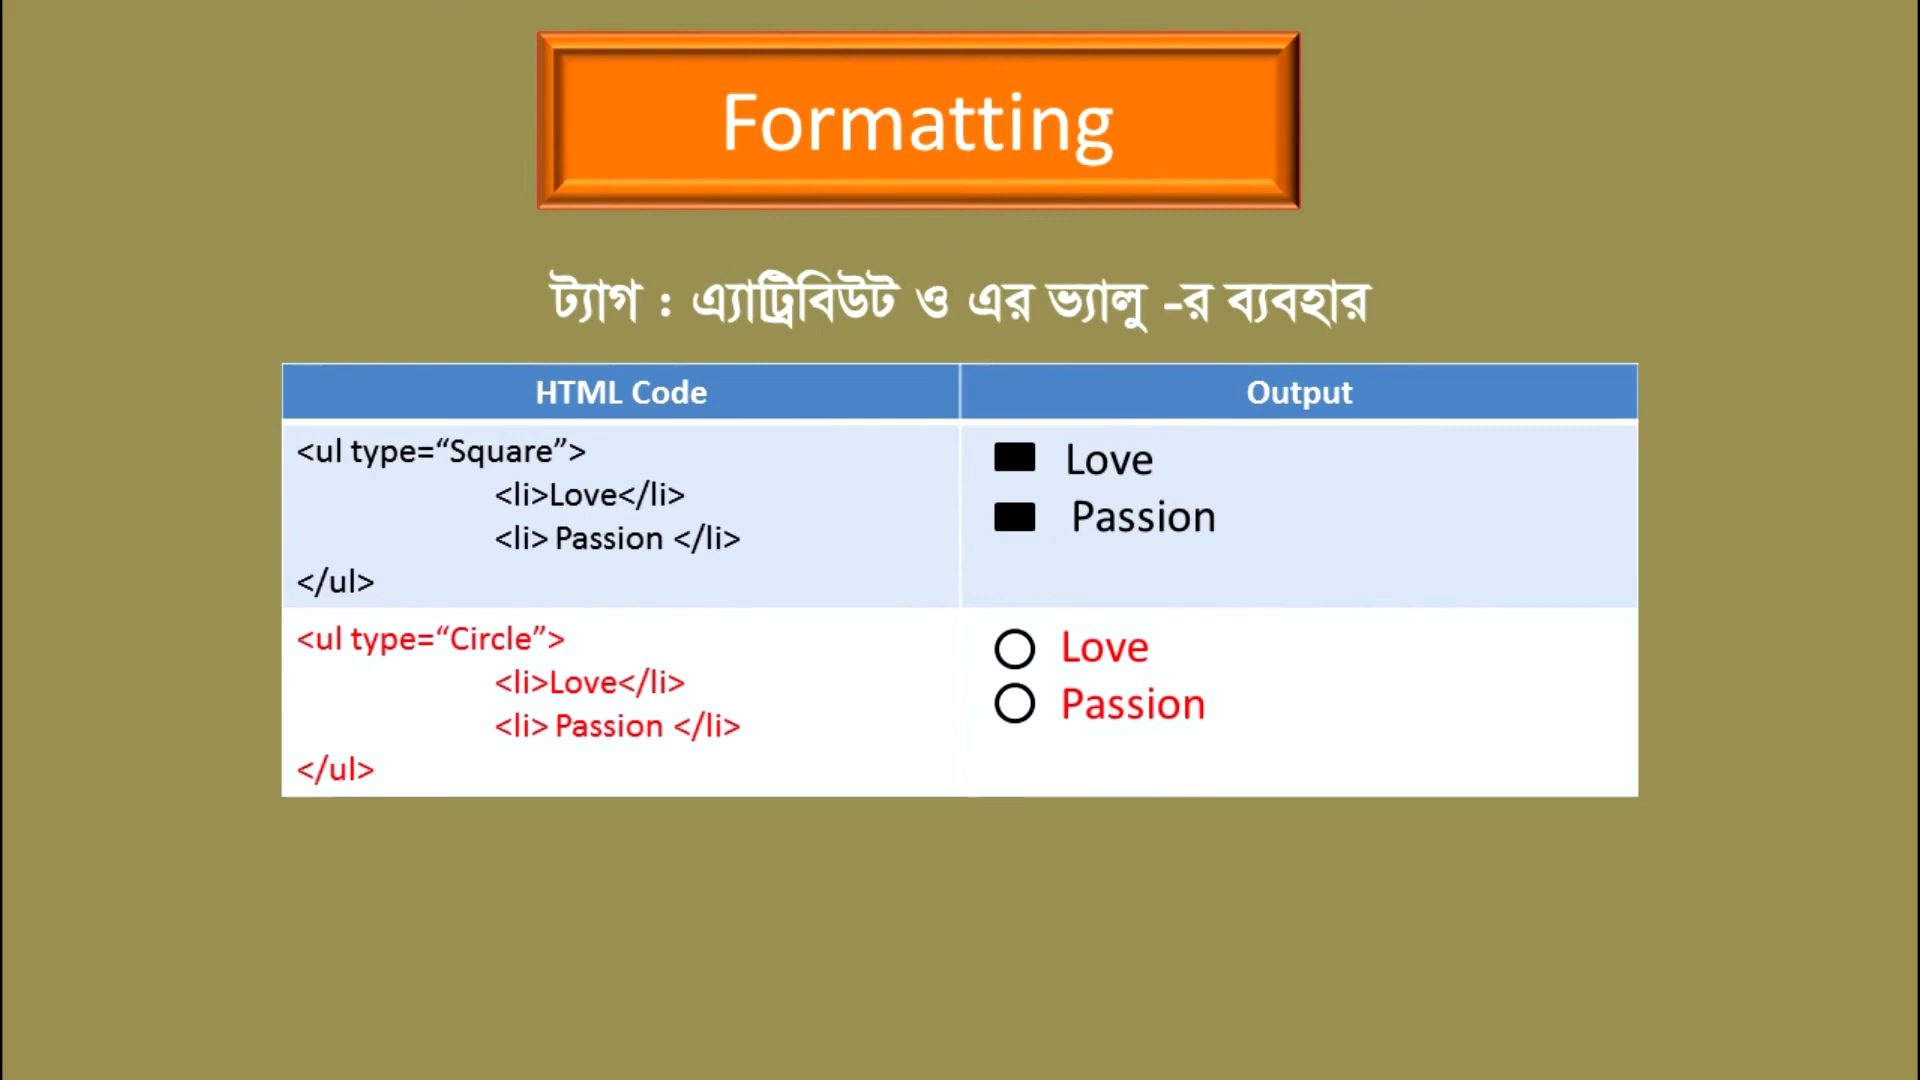 Formatting
ট্যাগ : এ্যাট্রিবিউট ও এর ভ্যালু -র ব্যবহার
HTML Code
Output
<ul type=“Square”>
<li>Love</li>
<li> Passion </li>
</ul>
Love
Passion
<ul type=“Circle”>
<li>Love</li>
<li> Passion </li>
</ul>
Love
Passion